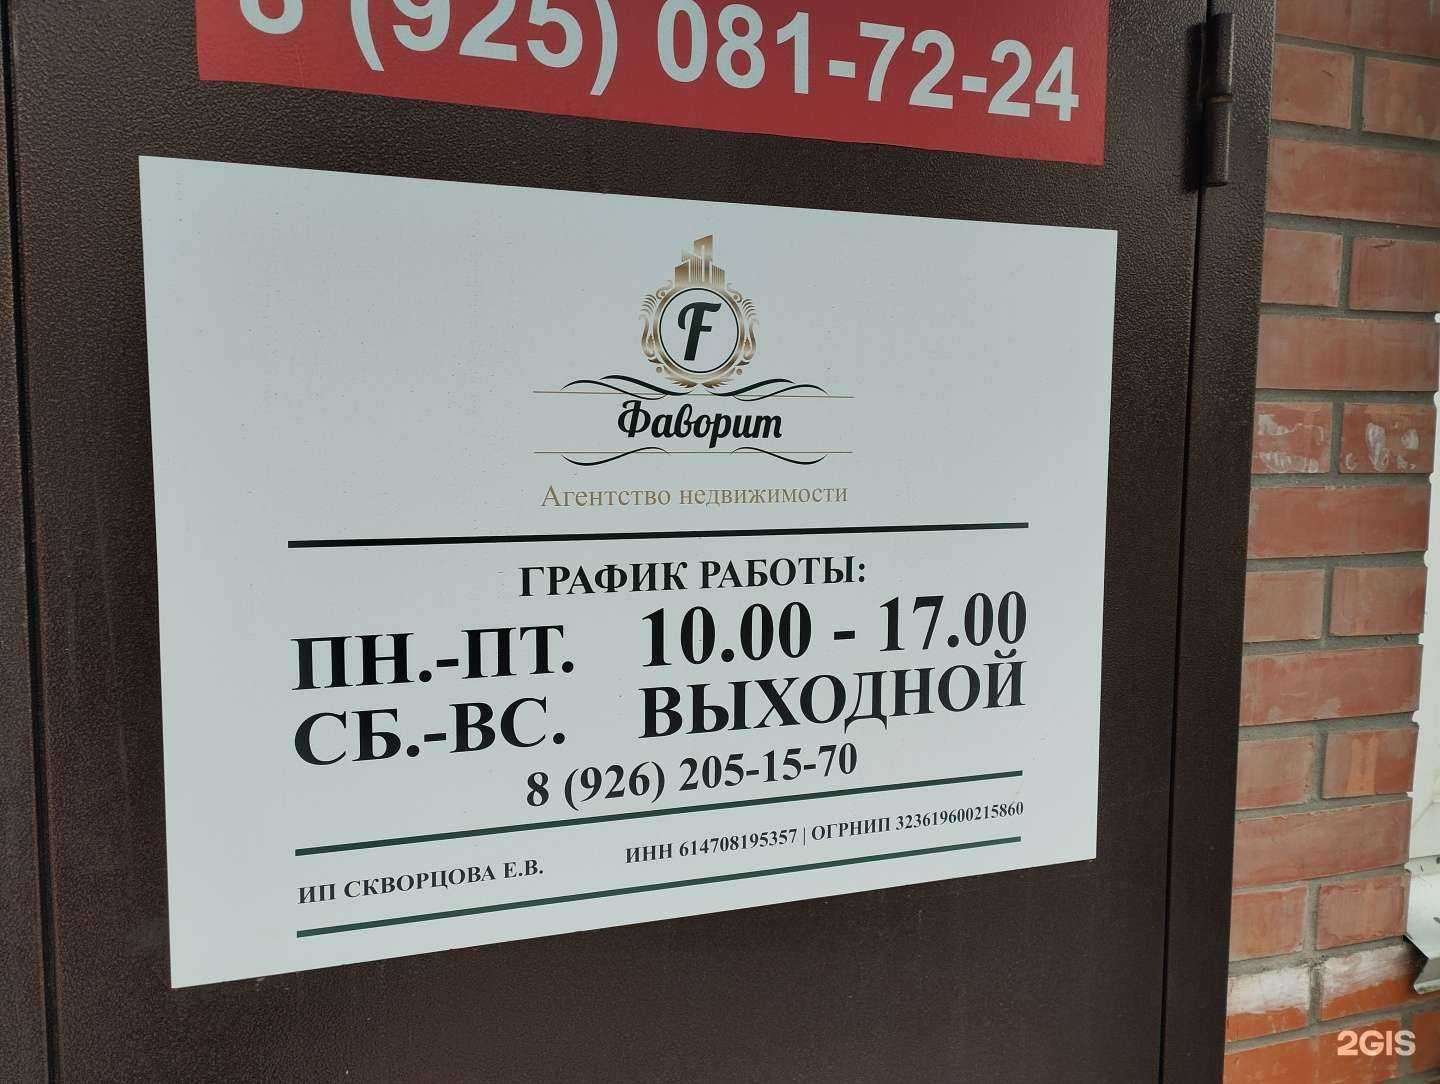 8 (925) 081-72-24
F
Фаворит
Агентство недвижимости
ГРАФИК РАБОТЫ:
ПН.-ПТ. 10.00 - 17.00
СБ.-ВС. ВЫХОДНОЙ
8 (926) 205-15-70
ИП СКВОРЦОВА Е.В. ИНН 614708195357 | ОГРНИП 323619600215860
2GIS